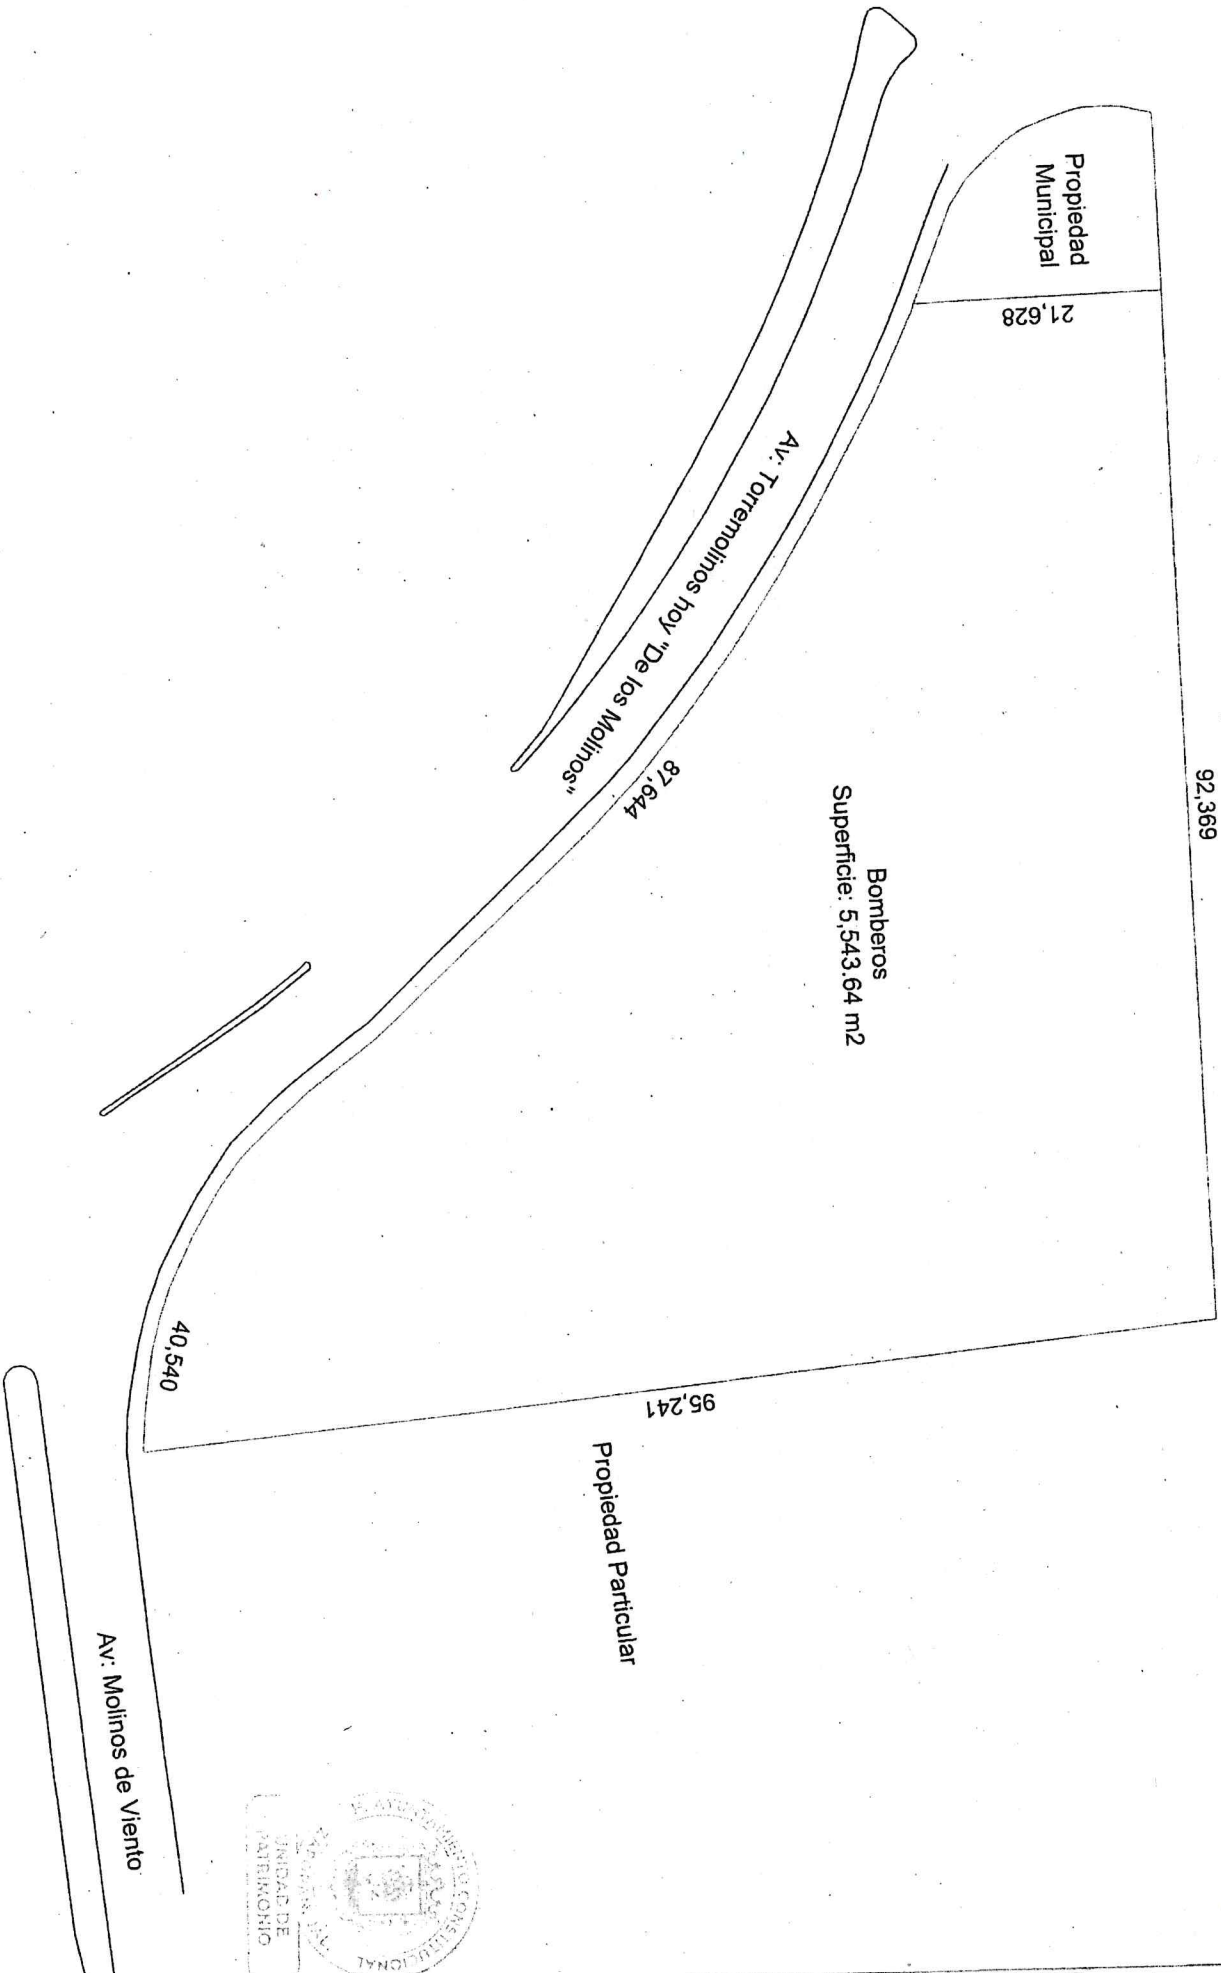 92,369
Propiedad
Municipal
21,628
Av: Torremolinos hoy "De los Molinos"
87,644
Bomberos
Superficie: 5,543.64 m2
40,540
95,241
Propiedad Particular
Av: Molinos de Viento
CONSTITUCIONAL
UNIDAD DE
PATRIMONIO